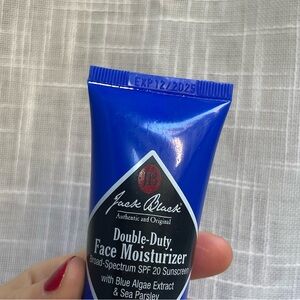 EXP 12/2025
JB
Jack Black
Authentic and Original
Double-Duty
Face Moisturizer
Broad-Spectrum SPF 20 Sunscreen
with Blue Algae Extract
& Sea Parsley